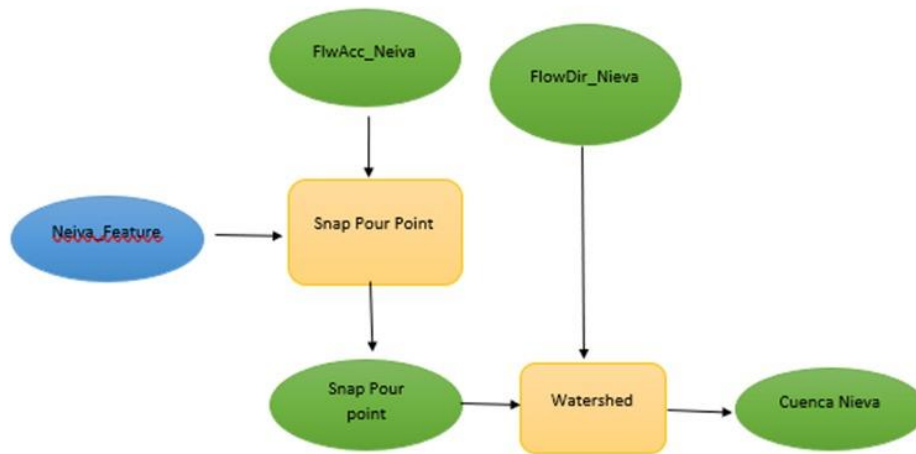 FlwAcc_Neiva
FlowDir_Nieva
Neiva_Feature
Snap Pour Point
Snap Pour
point
Watershed
Cuenca Nieva